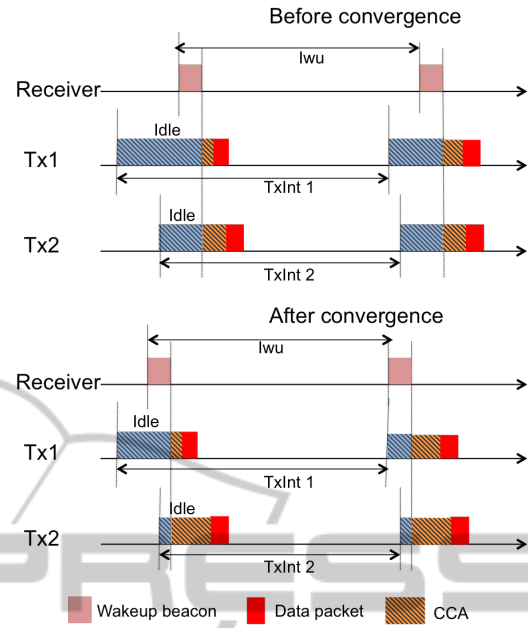 Before convergence
Iwu
Receiver
Idle
Tx1
TxInt 1
Idle
Tx2
TxInt 2
After convergence
Iwu
Receiver
Idle
Tx1
TxInt 1
Idle
Tx2
TxInt 2
Wakeup beacon
Data packet
CCA